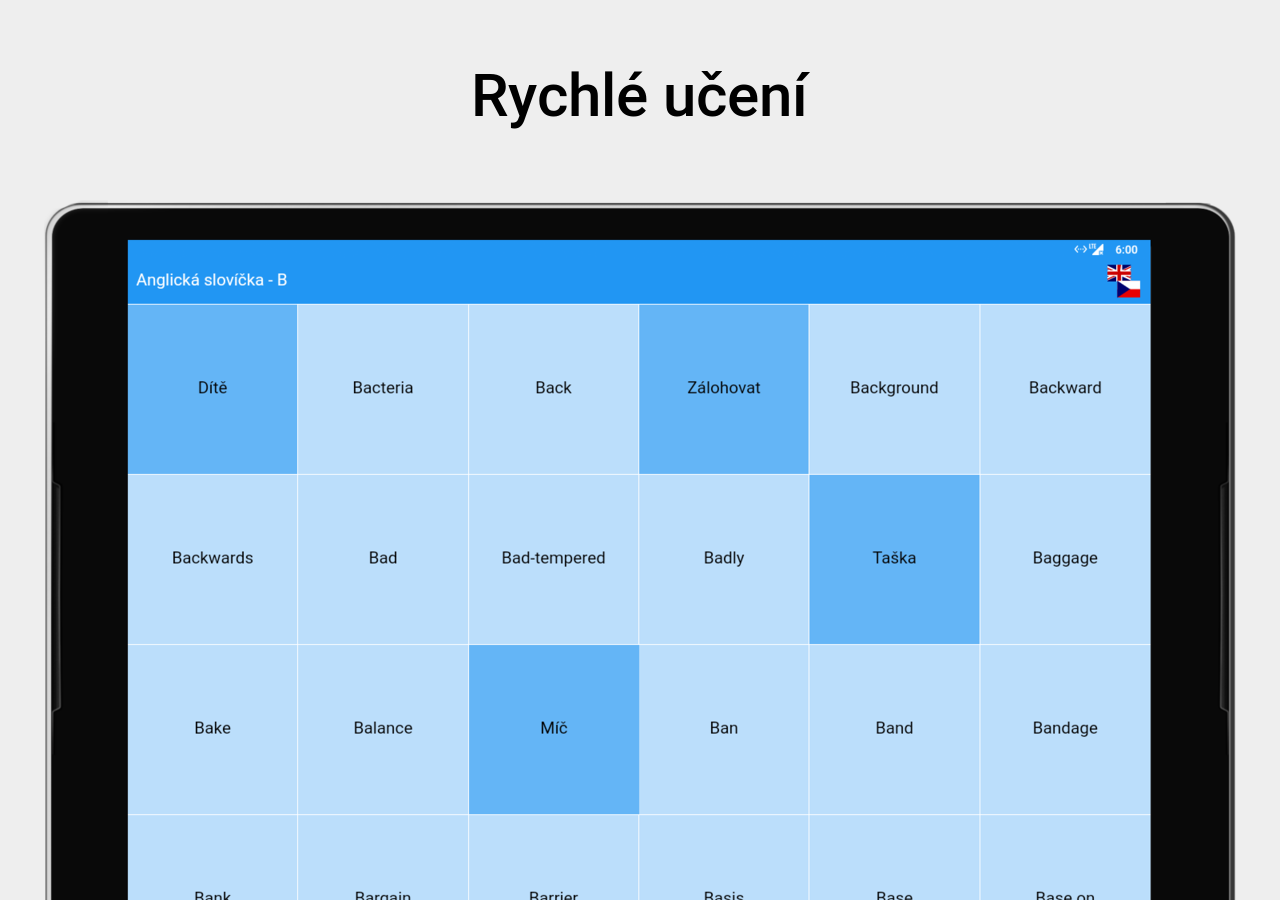 Rychlé učení
LTE 6:00
Anglická slovíčka - B
Dítě Bacteria Back Zálohovat Background Backward
Backwards Bad Bad-tempered Badly Taška Baggage
Bake Balance Míč Ban Band Bandage
Bank Bargain Barrier Basis Base Base on